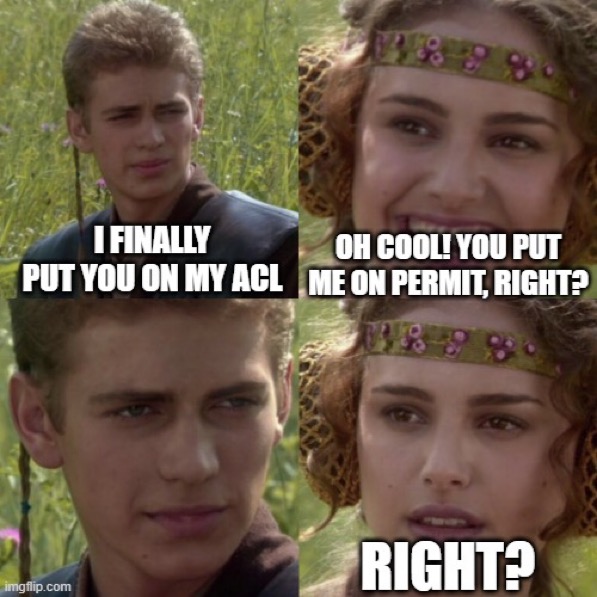 I FINALLY
PUT YOU ON MY ACL
OH COOL! YOU PUT
ME ON PERMIT, RIGHT?
RIGHT?
imgflip.com